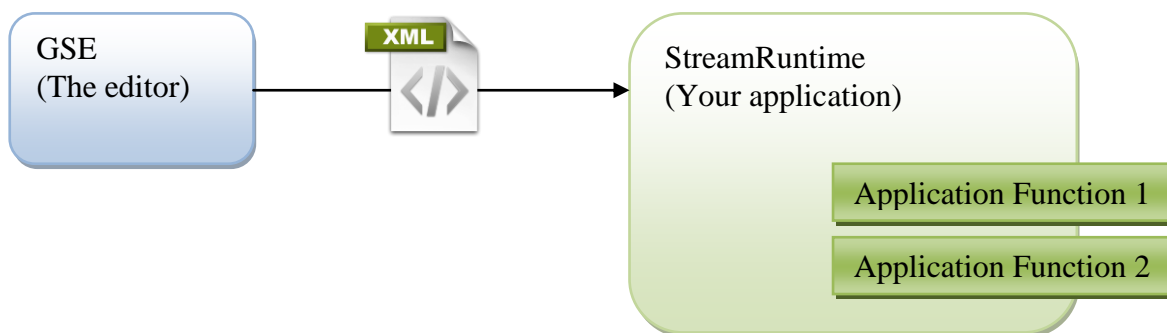 GSE
(The editor)
XML
</>
StreamRuntime
(Your application)
Application Function 1
Application Function 2